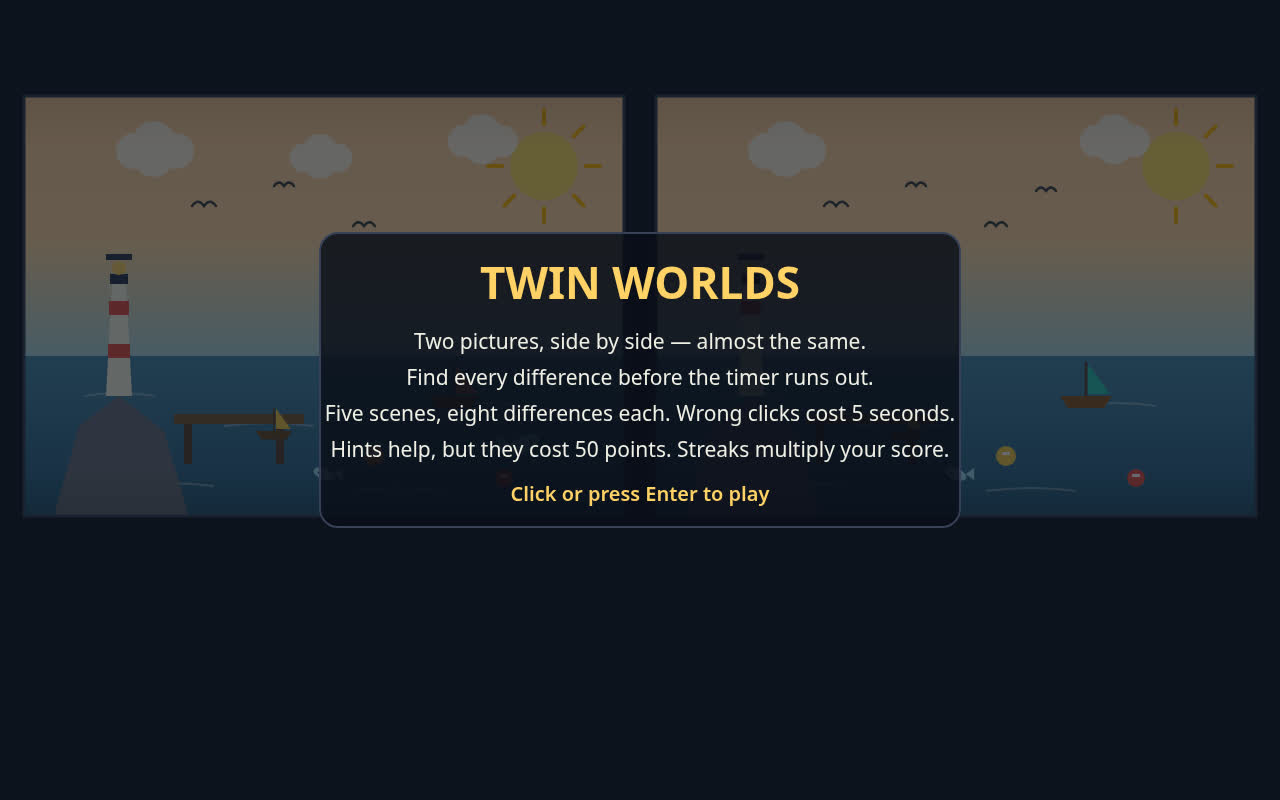 TWIN WORLDS
Two pictures, side by side — almost the same.
Find every difference before the timer runs out.
Five scenes, eight differences each. Wrong clicks cost 5 seconds.
Hints help, but they cost 50 points. Streaks multiply your score.
Click or press Enter to play